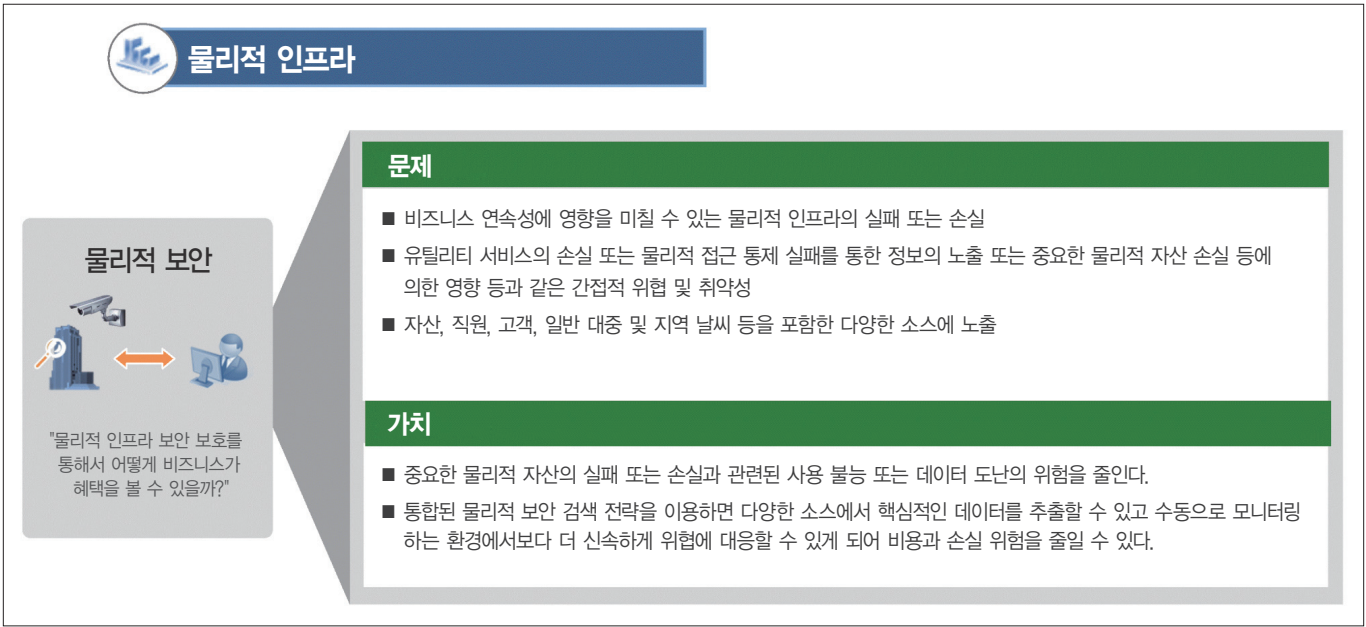 물리적 인프라
물리적 보안
"물리적 인프라 보안 보호를
통해서 어떻게 비즈니스가
혜택을 볼 수 있을까?"
문제
■ 비즈니스 연속성에 영향을 미칠 수 있는 물리적 인프라의 실패 또는 손실
■ 유틸리티 서비스의 손실 또는 물리적 접근 통제 실패를 통한 정보의 노출 또는 중요한 물리적 자산 손실 등에
의한 영향 등과 같은 간접적 위협 및 취약성
■ 자산, 직원, 고객, 일반 대중 및 지역 날씨 등을 포함한 다양한 소스에 노출
가치
■ 중요한 물리적 자산의 실패 또는 손실과 관련된 사용 불능 또는 데이터 도난의 위험을 줄인다.
■ 통합된 물리적 보안 검색 전략을 이용하면 다양한 소스에서 핵심적인 데이터를 추출할 수 있고 수동으로 모니터링
하는 환경에서보다 더 신속하게 위협에 대응할 수 있게 되어 비용과 손실 위험을 줄일 수 있다.